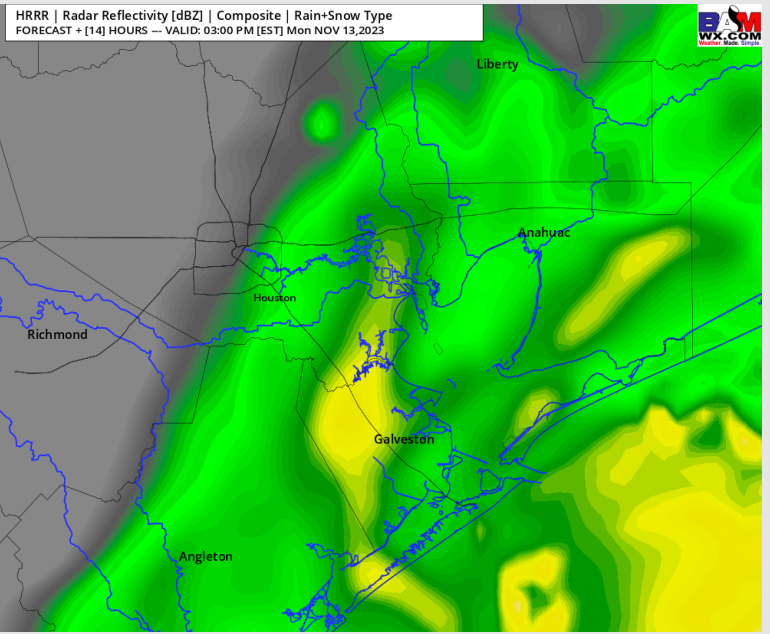 HRRR | Radar Reflectivity [dBZ] | Composite | Rain+Snow Type
FORECAST + [14] HOURS --- VALID: 03:00 PM [EST] Mon NOV 13,2023
BAM
WX.COM
Weather. Made. Simple.
Liberty
Anahuac
Houston
Richmond
Galveston
Angleton